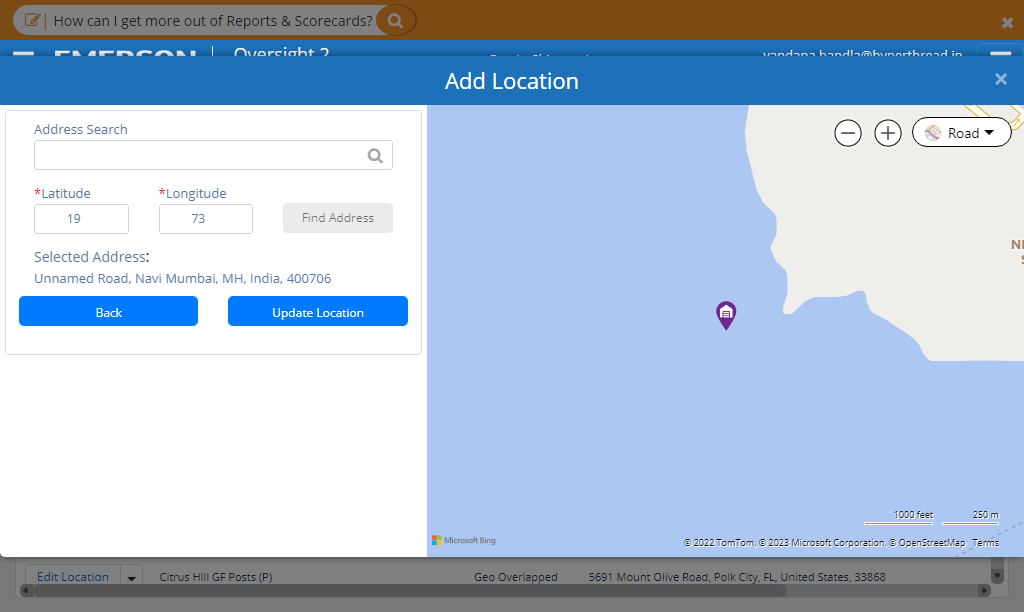 How can I get more out of Reports & Scorecards?
EMERSON Oversight 2 vandana.bandla@hyperthread.in
Add Location
Address Search
*Latitude *Longitude
19 73 Find Address
Selected Address:
Unnamed Road, Navi Mumbai, MH, India, 400706
Back Update Location
Road
1000 feet 250 m
Microsoft Bing
© 2022 TomTom, © 2023 Microsoft Corporation, © OpenStreetMap Terms
Edit Location Citrus Hill GF Posts (P) Geo Overlapped 5691 Mount Olive Road, Polk City, FL, United States, 33868